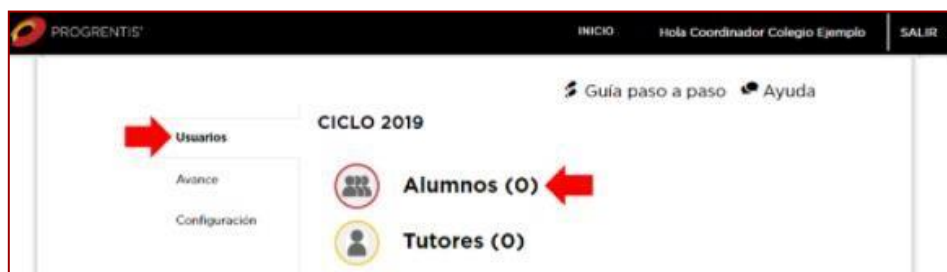 PROGRENTIS® INICIO Hola Coordinador Colegio Ejemplo SALIR
Guía paso a paso Ayuda
CICLO 2019
Usuarios
Alumnos (0)
Avance
Configuración
Tutores (0)